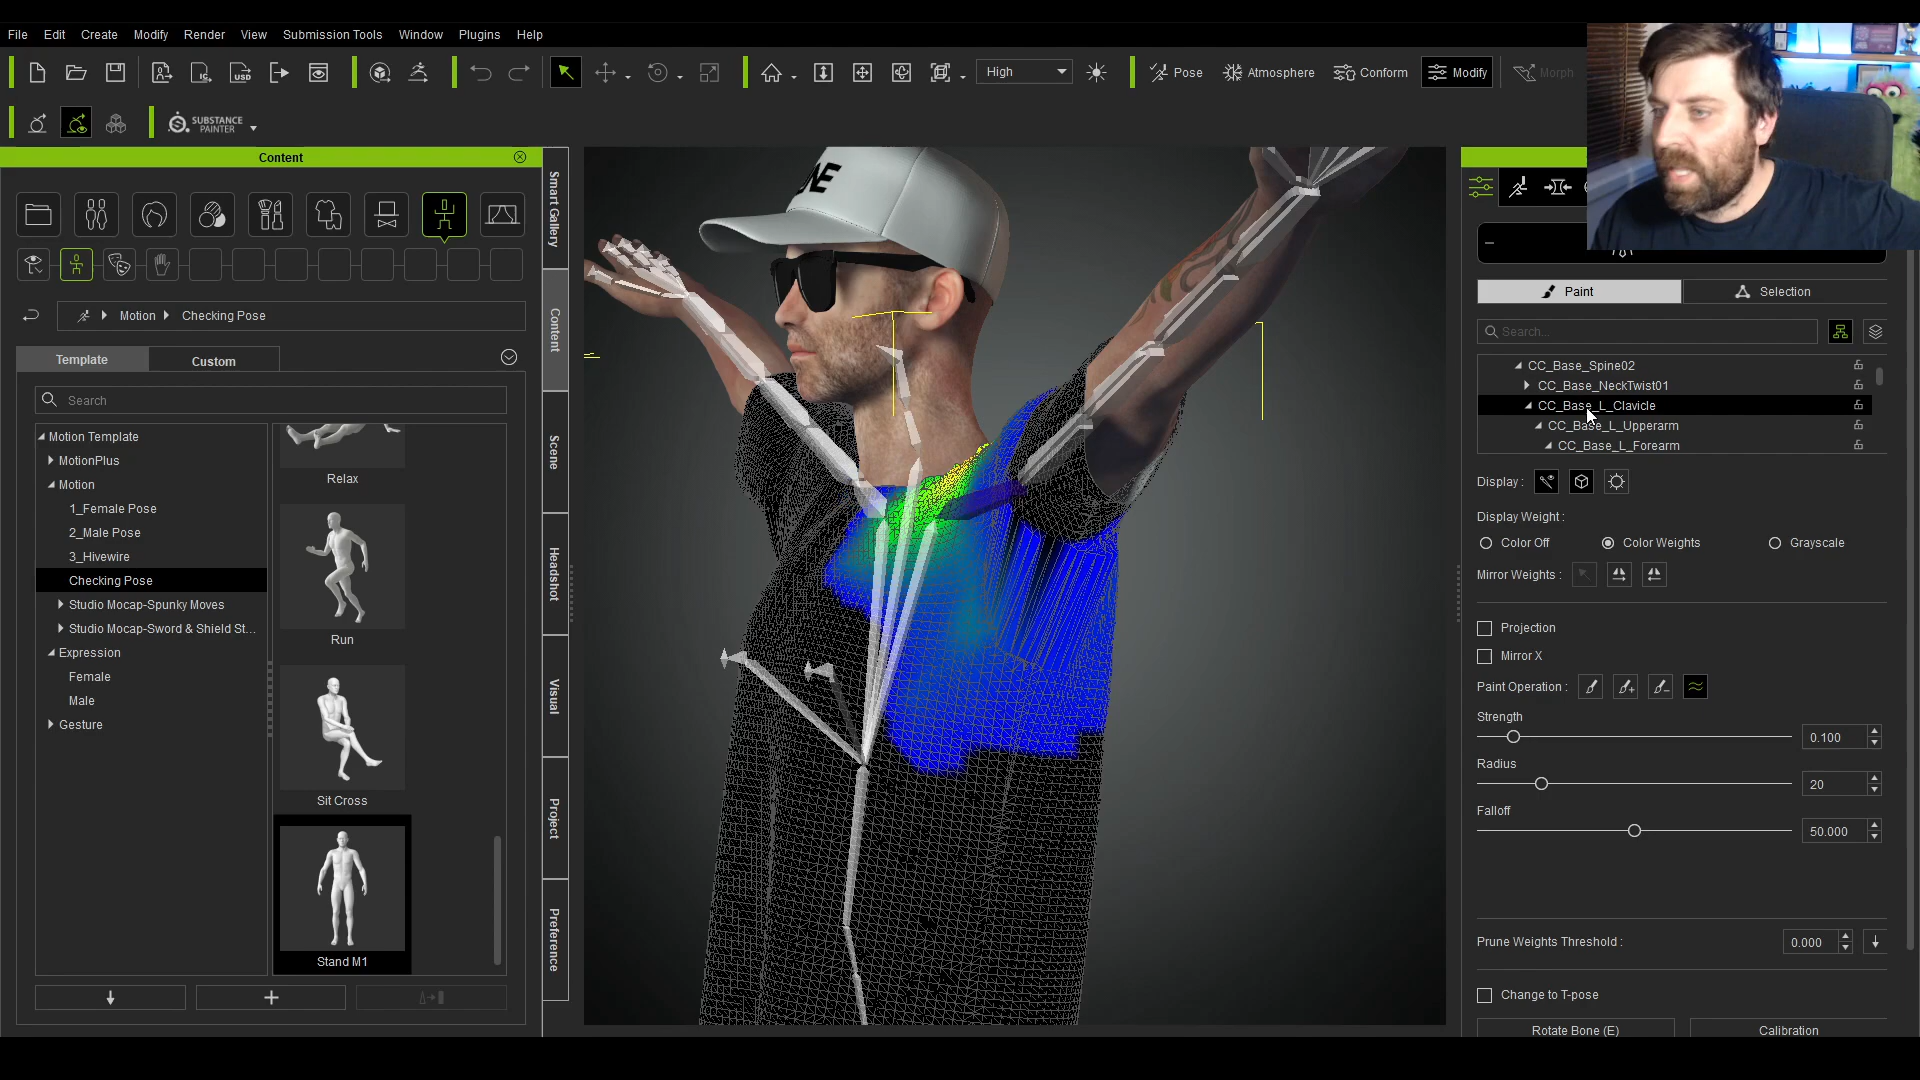 File Edit Create Modify Render View Submission Tools Window Plugins Help
High
Pose Atmosphere Conform Modify Morph
SUBSTANCE
PAINTER
Content
Motion Checking Pose
Template Custom
Search
Motion Template
MotionPlus
Motion
1_Female Pose
2_Male Pose
3_Hivewire
Checking Pose
Studio Mocap-Spunky Moves
Studio Mocap-Sword & Shield St...
Expression
Female
Male
Gesture
Relax
Run
Sit Cross
Stand M1
Smart Gallery
Content
Scene
Headshot
Visual
Project
Preference
Paint Selection
Search...
CC_Base_Spine02
CC_Base_NeckTwist01
CC_Base_L_Clavicle
CC_Base_L_Upperarm
CC_Base_L_Forearm
Display :
Display Weight :
Color Off Color Weights Grayscale
Mirror Weights :
Projection
Mirror X
Paint Operation :
Strength
0.100
Radius
20
Falloff
50.000
Prune Weights Threshold : 0.000
Change to T-pose
Rotate Bone (E) Calibration